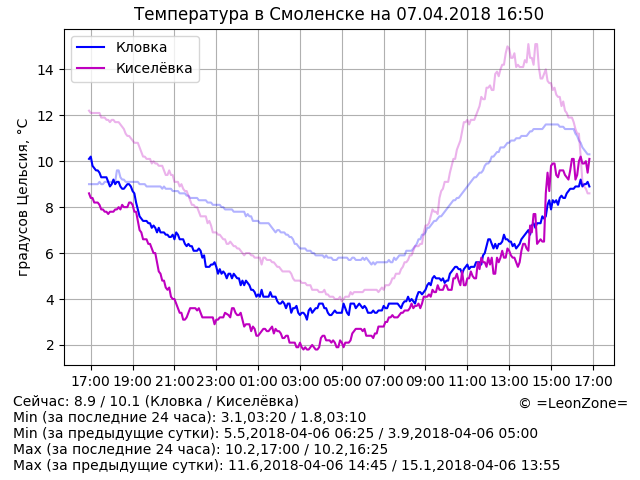 Температура в Смоленске на 07.04.2018 16:50
Кловка
Киселёвка
градусов Цельсия, °C
14
12
10
8
6
4
2
17:00 19:00 21:00 23:00 01:00 03:00 05:00 07:00 09:00 11:00 13:00 15:00 17:00
Сейчас: 8.9 / 10.1 (Кловка / Киселёвка)
© =LeonZone=
Min (за последние 24 часа): 3.1,03:20 / 1.8,03:10
Min (за предыдущие сутки): 5.5,2018-04-06 06:25 / 3.9,2018-04-06 05:00
Max (за последние 24 часа): 10.2,17:00 / 10.2,16:25
Max (за предыдущие сутки): 11.6,2018-04-06 14:45 / 15.1,2018-04-06 13:55